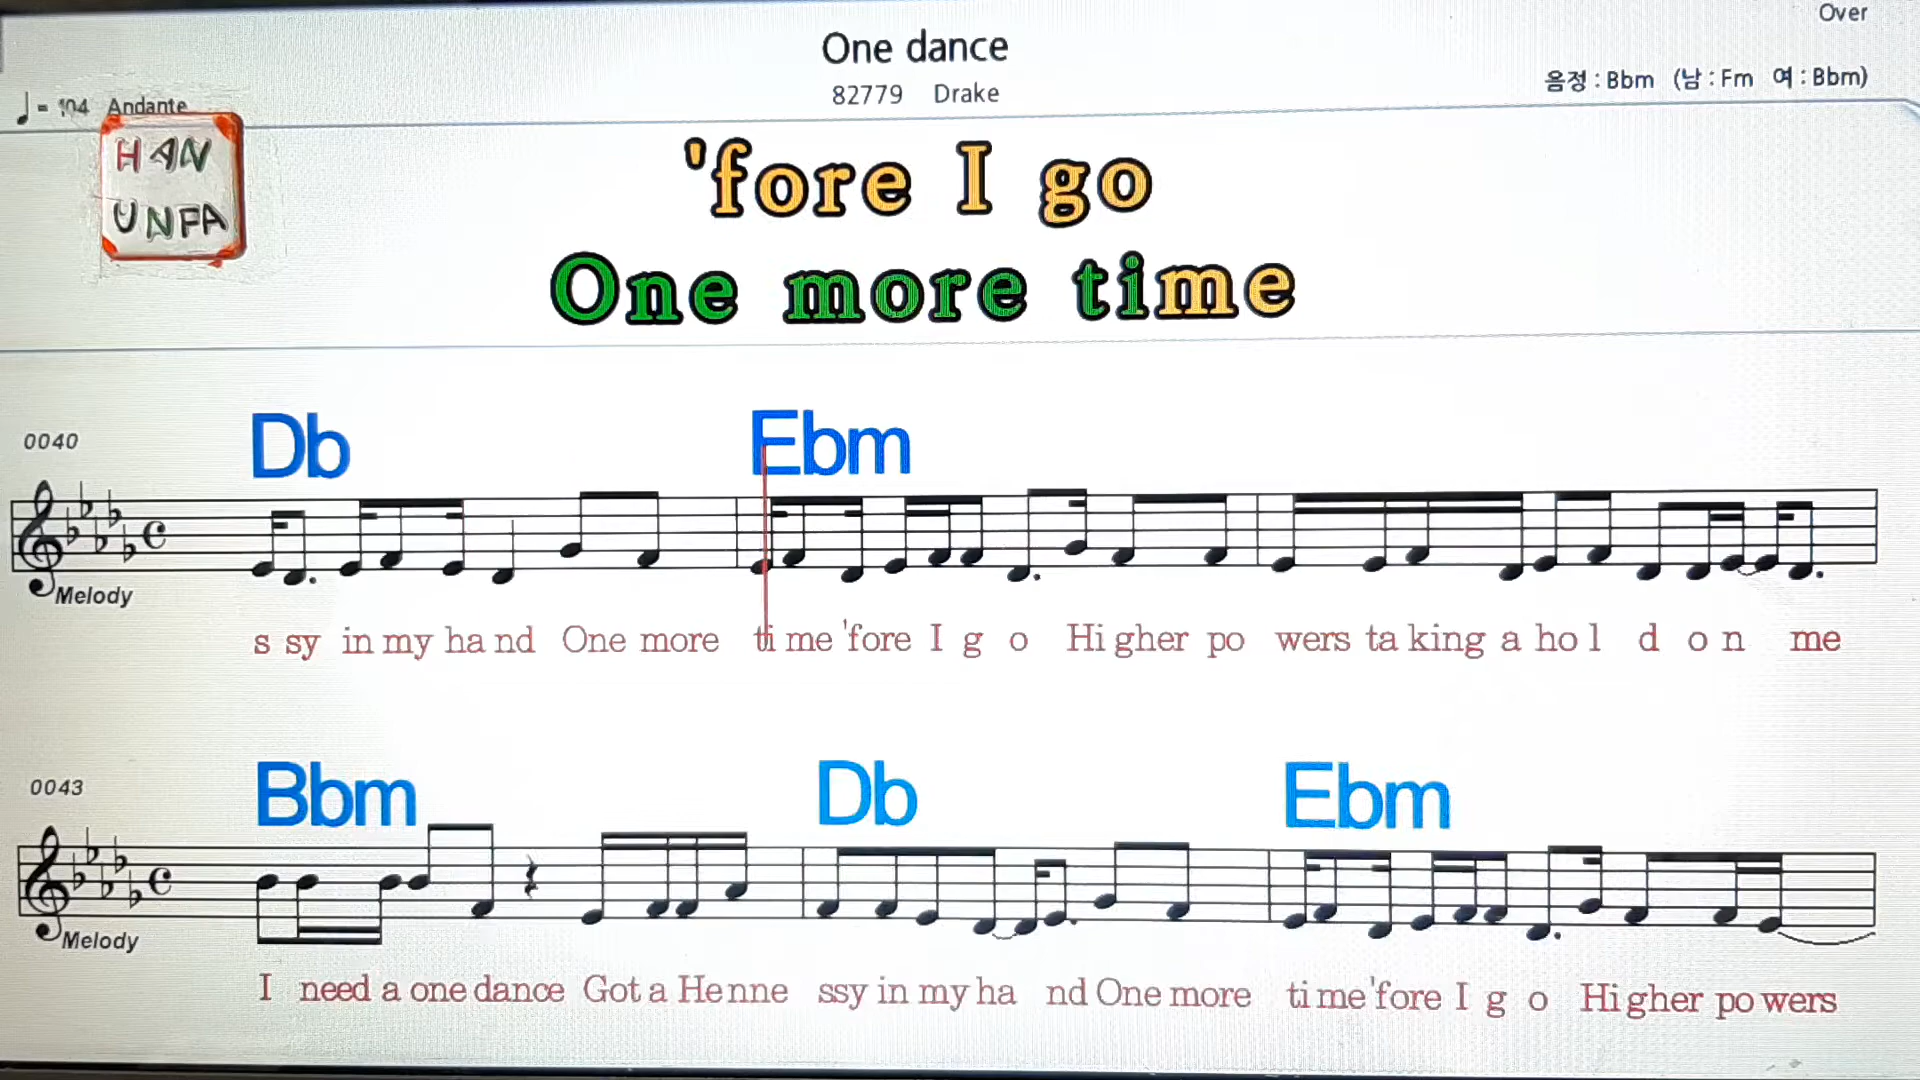 Over
One dance
82779 Drake
음정 : Bbm (남 : Fm 여 : Bbm)
♩ = 104 Andante
HAN
UNFA
'fore I go
One more time
0040
Db Ebm
Melody
s sy in my ha nd One more ti me 'fore I g o Hi gher po wers ta king a ho l d o n me
0043
Bbm Db Ebm
Melody
I need a one dance Got a Henne ssy in my ha nd One more ti me 'fore I g o Hi gher po wers